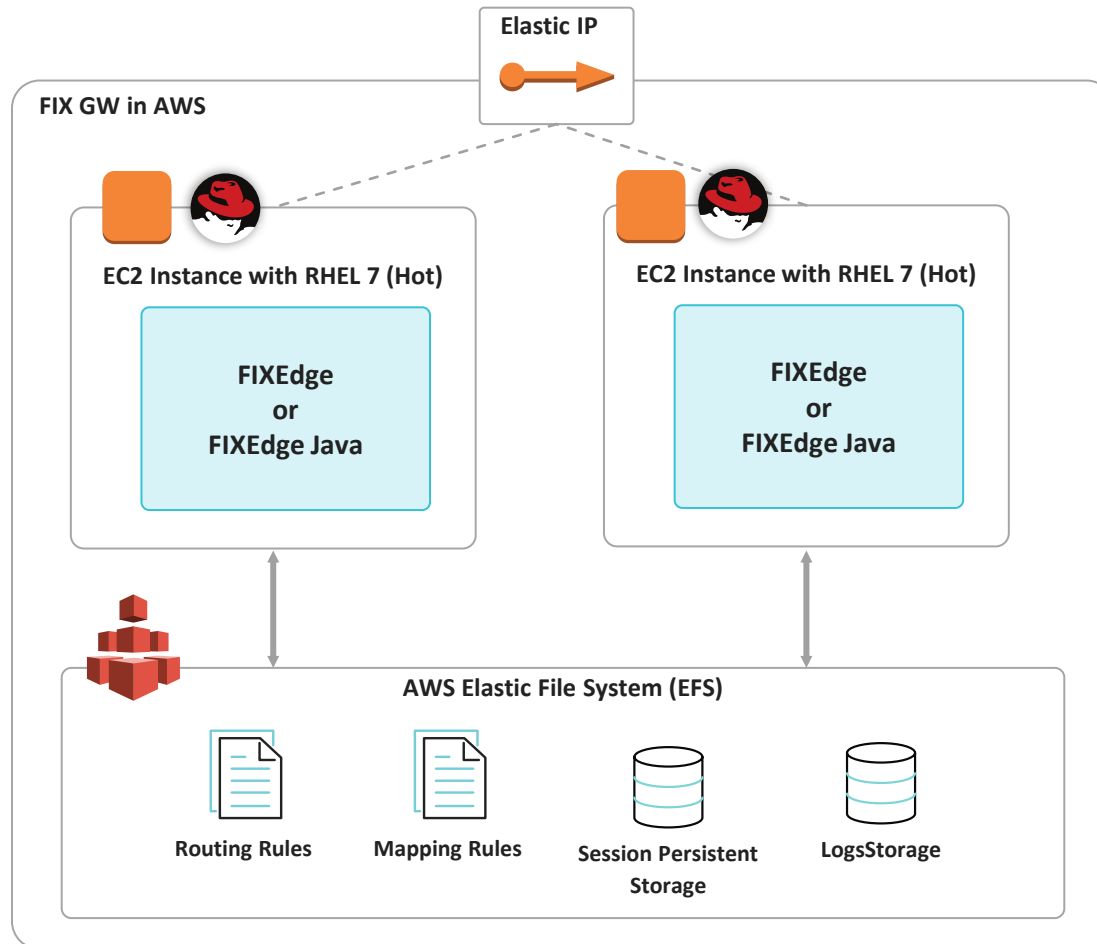 Elastic IP
FIX GW in AWS
EC2 Instance with RHEL 7 (Hot)
FIXEdge
or
FIXEdge Java
EC2 Instance with RHEL 7 (Hot)
FIXEdge
or
FIXEdge Java
AWS Elastic File System (EFS)
Routing Rules
Mapping Rules
Session Persistent
Storage
LogsStorage